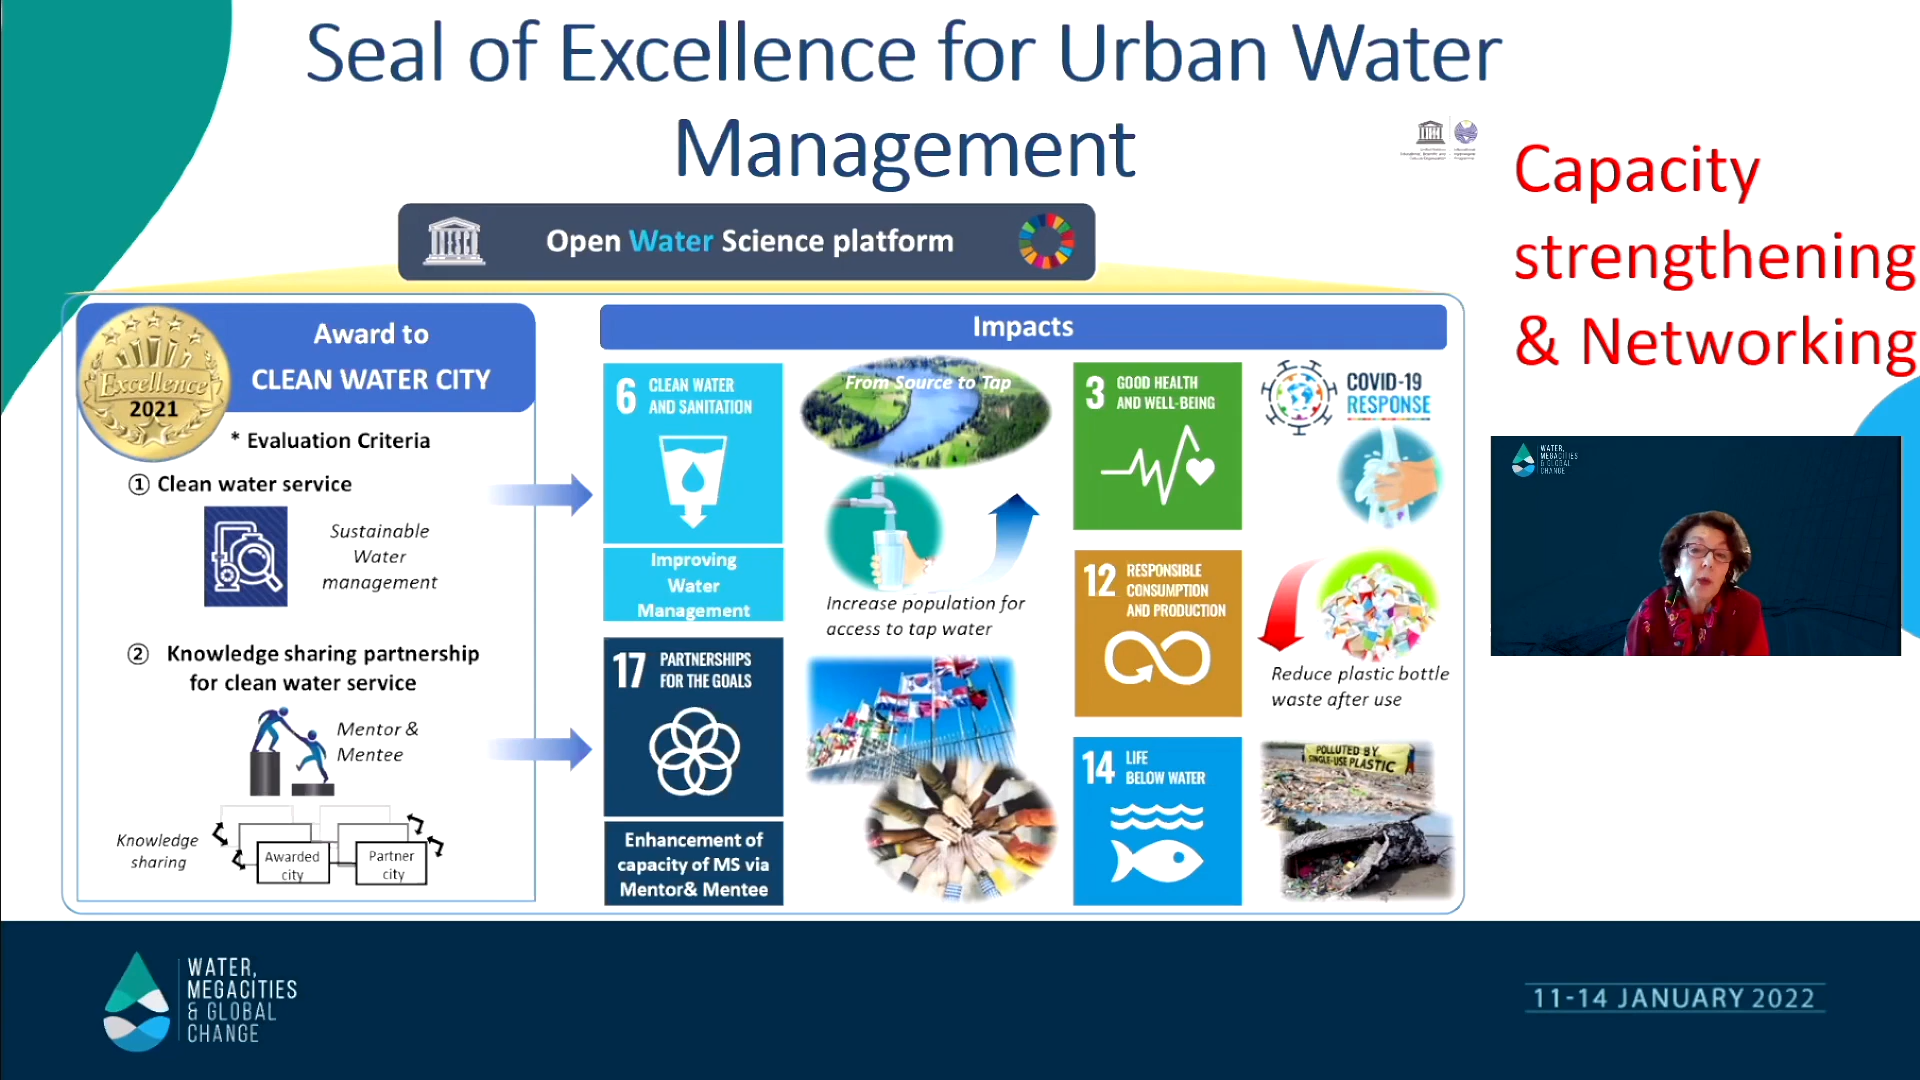 Seal of Excellence for Urban Water
Management
Capacity
strengthening
& Networking
Open Water Science platform
Award to
CLEAN WATER CITY
Excellence
2021
* Evaluation Criteria
① Clean water service
Sustainable
Water
management
② Knowledge sharing partnership
for clean water service
Mentor &
Mentee
Knowledge
sharing
Awarded
city
Partner
city
Impacts
6 CLEAN WATER
AND SANITATION
Improving
Water
Management
From Source to Tap
Increase population for
access to tap water
17 PARTNERSHIPS
FOR THE GOALS
Enhancement of
capacity of MS via
Mentor& Mentee
3 GOOD HEALTH
AND WELL-BEING
COVID-19
RESPONSE
12 RESPONSIBLE
CONSUMPTION
AND PRODUCTION
Reduce plastic bottle
waste after use
14 LIFE
BELOW WATER
POLLUTED BY
SINGLE-USE PLASTIC
WATER,
MEGACITIES
& GLOBAL
CHANGE
WATER,
MEGACITIES
& GLOBAL
CHANGE
11-14 JANUARY 2022